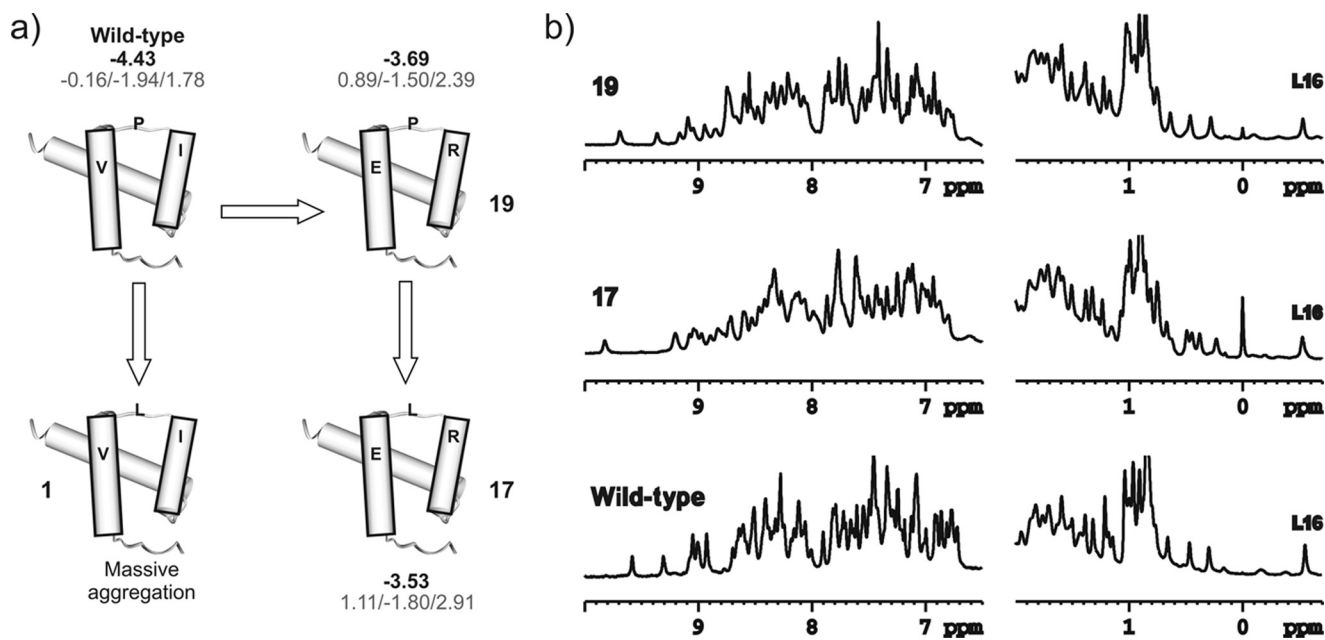 a)
Wild-type
-4.43
-0.16/-1.94/1.78
P
V
I
-3.69
0.89/-1.50/2.39
P
E
R
19
L
V
I
1
Massive
aggregation
L
E
R
17
-3.53
1.11/-1.80/2.91
b)
19
9 8 7 ppm
L16
1 0 ppm
17
9 8 7 ppm
L16
1 0 ppm
Wild-type
9 8 7 ppm
L16
1 0 ppm